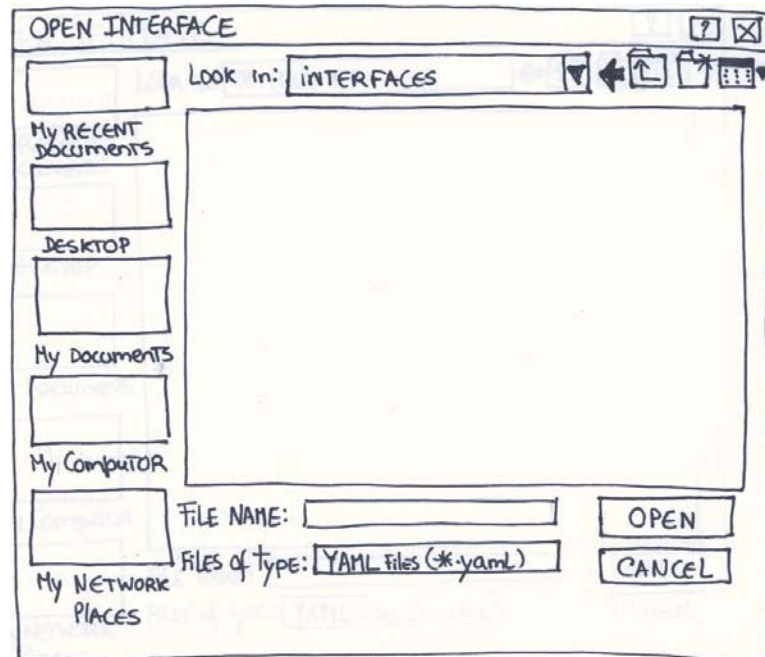 OPEN INTERFACE ?
Look in: iNTERFACES
My RECENT
Documents
DESKTOP
My Documents
My ComputOR
My NETWORK
PlACES
FiLE NAME:
Files of type: YAML Files (*.yaml)
OPEN
CANCEL